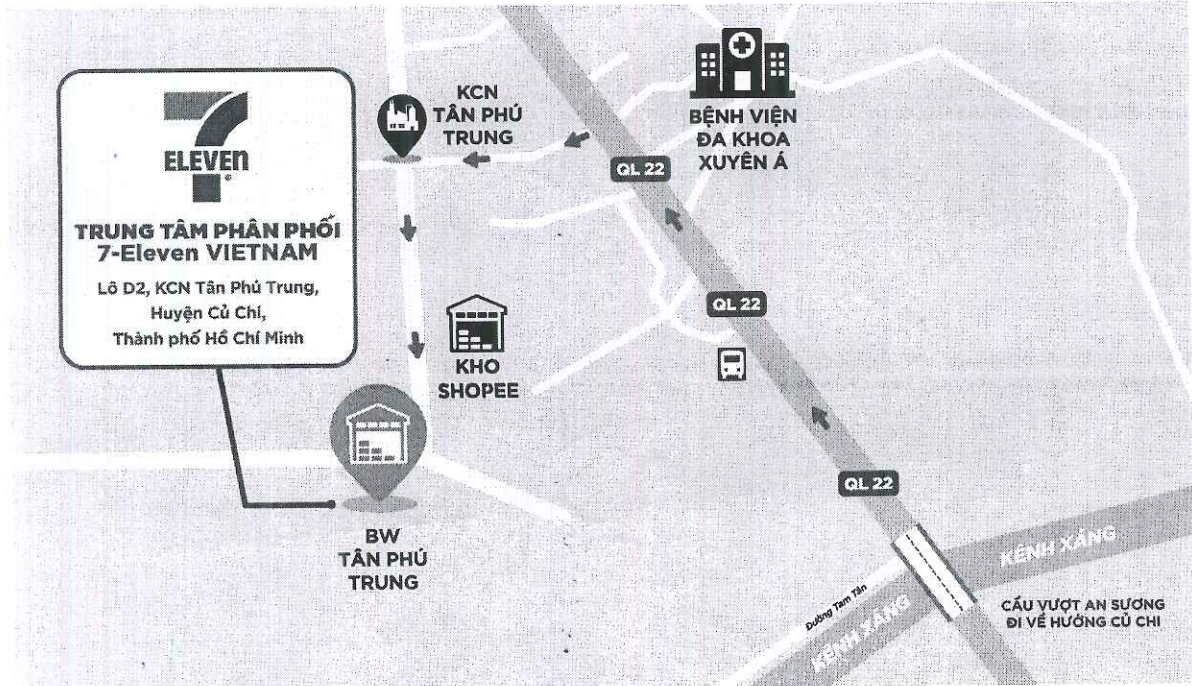 7
ELEVEN
®
TRUNG TÂM PHÂN PHỐI
7-Eleven VIETNAM
Lô D2, KCN Tân Phú Trung,
Huyện Củ Chi,
Thành phố Hồ Chí Minh
KCN
TÂN PHÚ
TRUNG
BỆNH VIỆN
ĐA KHOA
XUYÊN Á
QL 22
QL 22
KHO
SHOPEE
QL 22
BW
TÂN PHÚ
TRUNG
KÊNH XÁNG
Đường Tam Tân
KÊNH XÁNG
CẦU VƯỢT AN SƯƠNG
ĐI VỀ HƯỚNG CỦ CHI